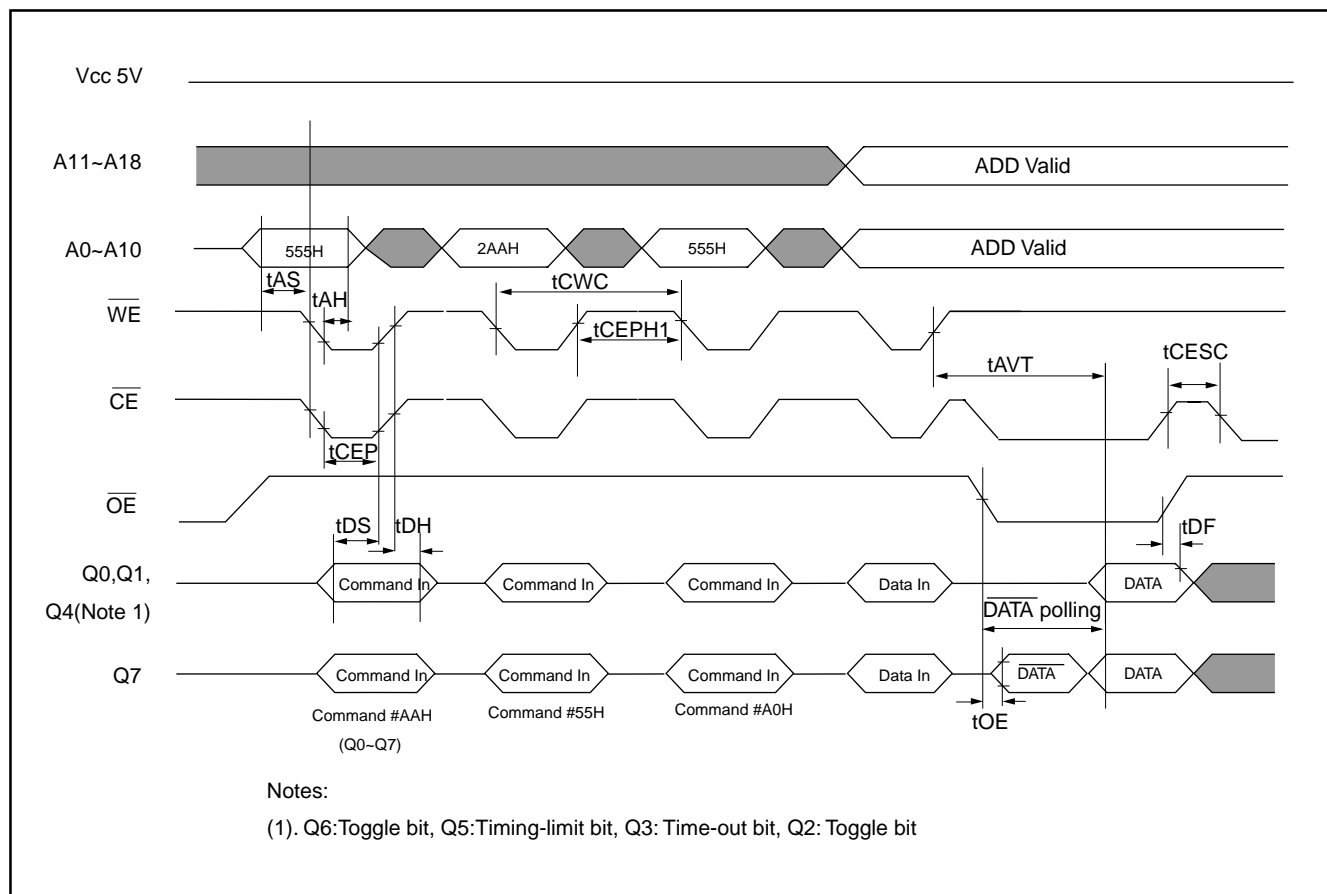 Vcc 5V
A11~A18
ADD Valid
A0~A10
555H
2AAH
555H
ADD Valid
tAS
tAH
tCWC
WE
tCEPH1
tAVT
tCESC
CE
tCEP
OE
tDS
tDH
tDF
Q0,Q1,
Q4(Note 1)
Command In
Command In
Command In
Data In
DATA
DATA polling
Q7
Command In
Command In
Command In
Data In
DATA
DATA
Command #AAH
(Q0~Q7)
Command #55H
Command #A0H
tOE
Notes:
(1). Q6:Toggle bit, Q5:Timing-limit bit, Q3: Time-out bit, Q2: Toggle bit